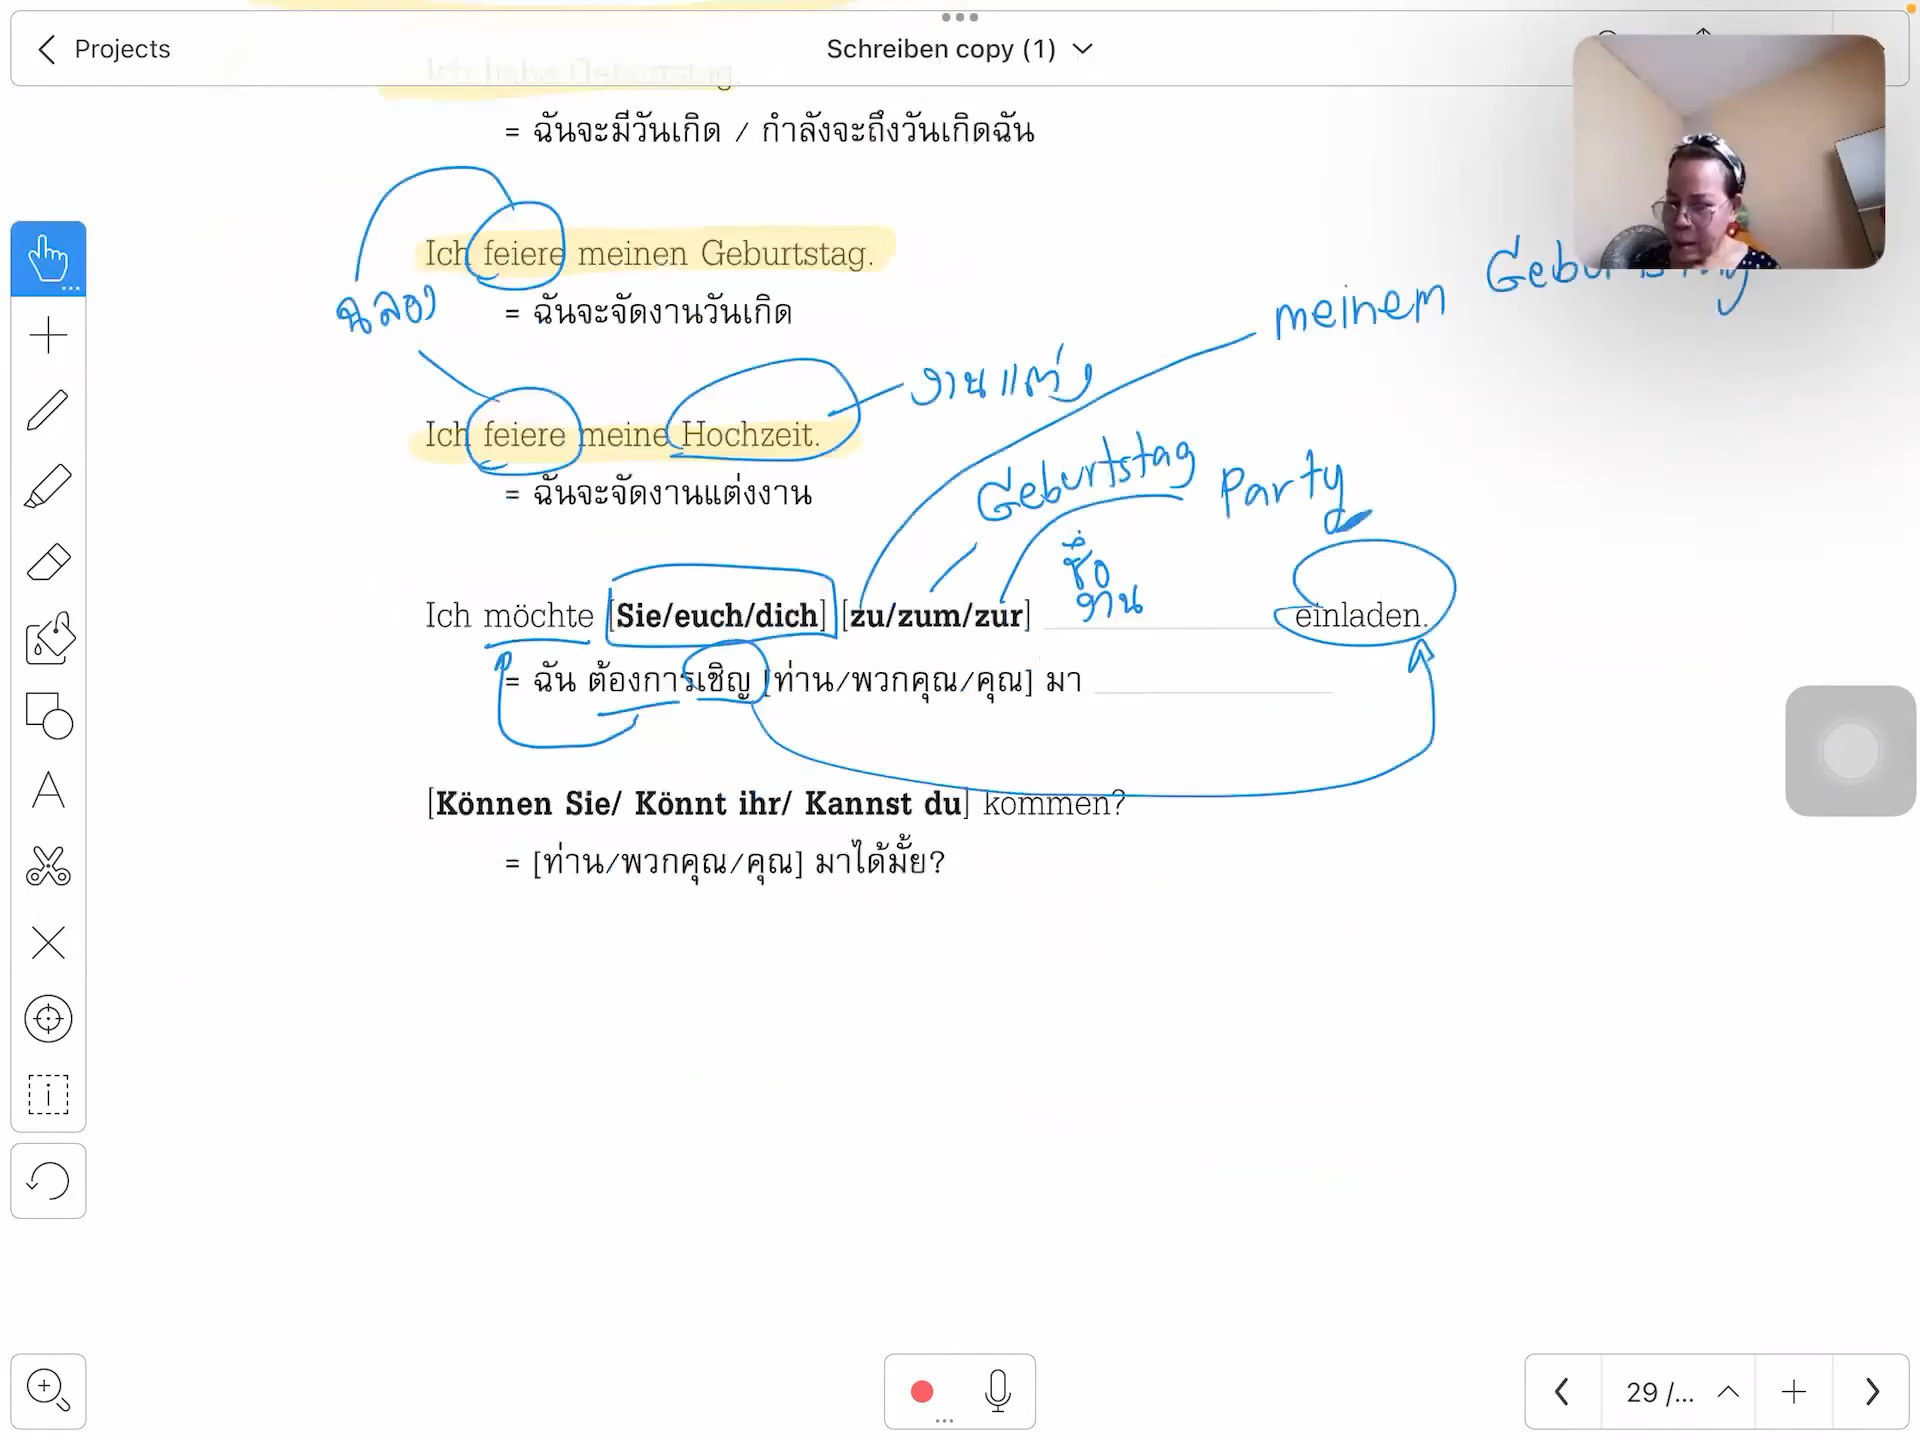 Projects
Schreiben copy (1)
Ich habe Geburtstag.
= ฉันจะมีวันเกิด / กำลังจะถึงวันเกิดฉัน
Ich feiere meinen Geburtstag.
ฉลอง
= ฉันจะจัดงานวันเกิด
meinem Geburtstag
Ich feiere meine Hochzeit.
งานแต่ง
= ฉันจะจัดงานแต่งงาน
Geburtstag Party
ชื่อ
งาน
Ich möchte [Sie/euch/dich] [zu/zum/zur] einladen.
= ฉัน ต้องการเชิญ [ท่าน/พวกคุณ/คุณ] มา
[Können Sie/ Könnt ihr/ Kannst du] kommen?
= [ท่าน/พวกคุณ/คุณ] มาได้มั้ย?
29 /...